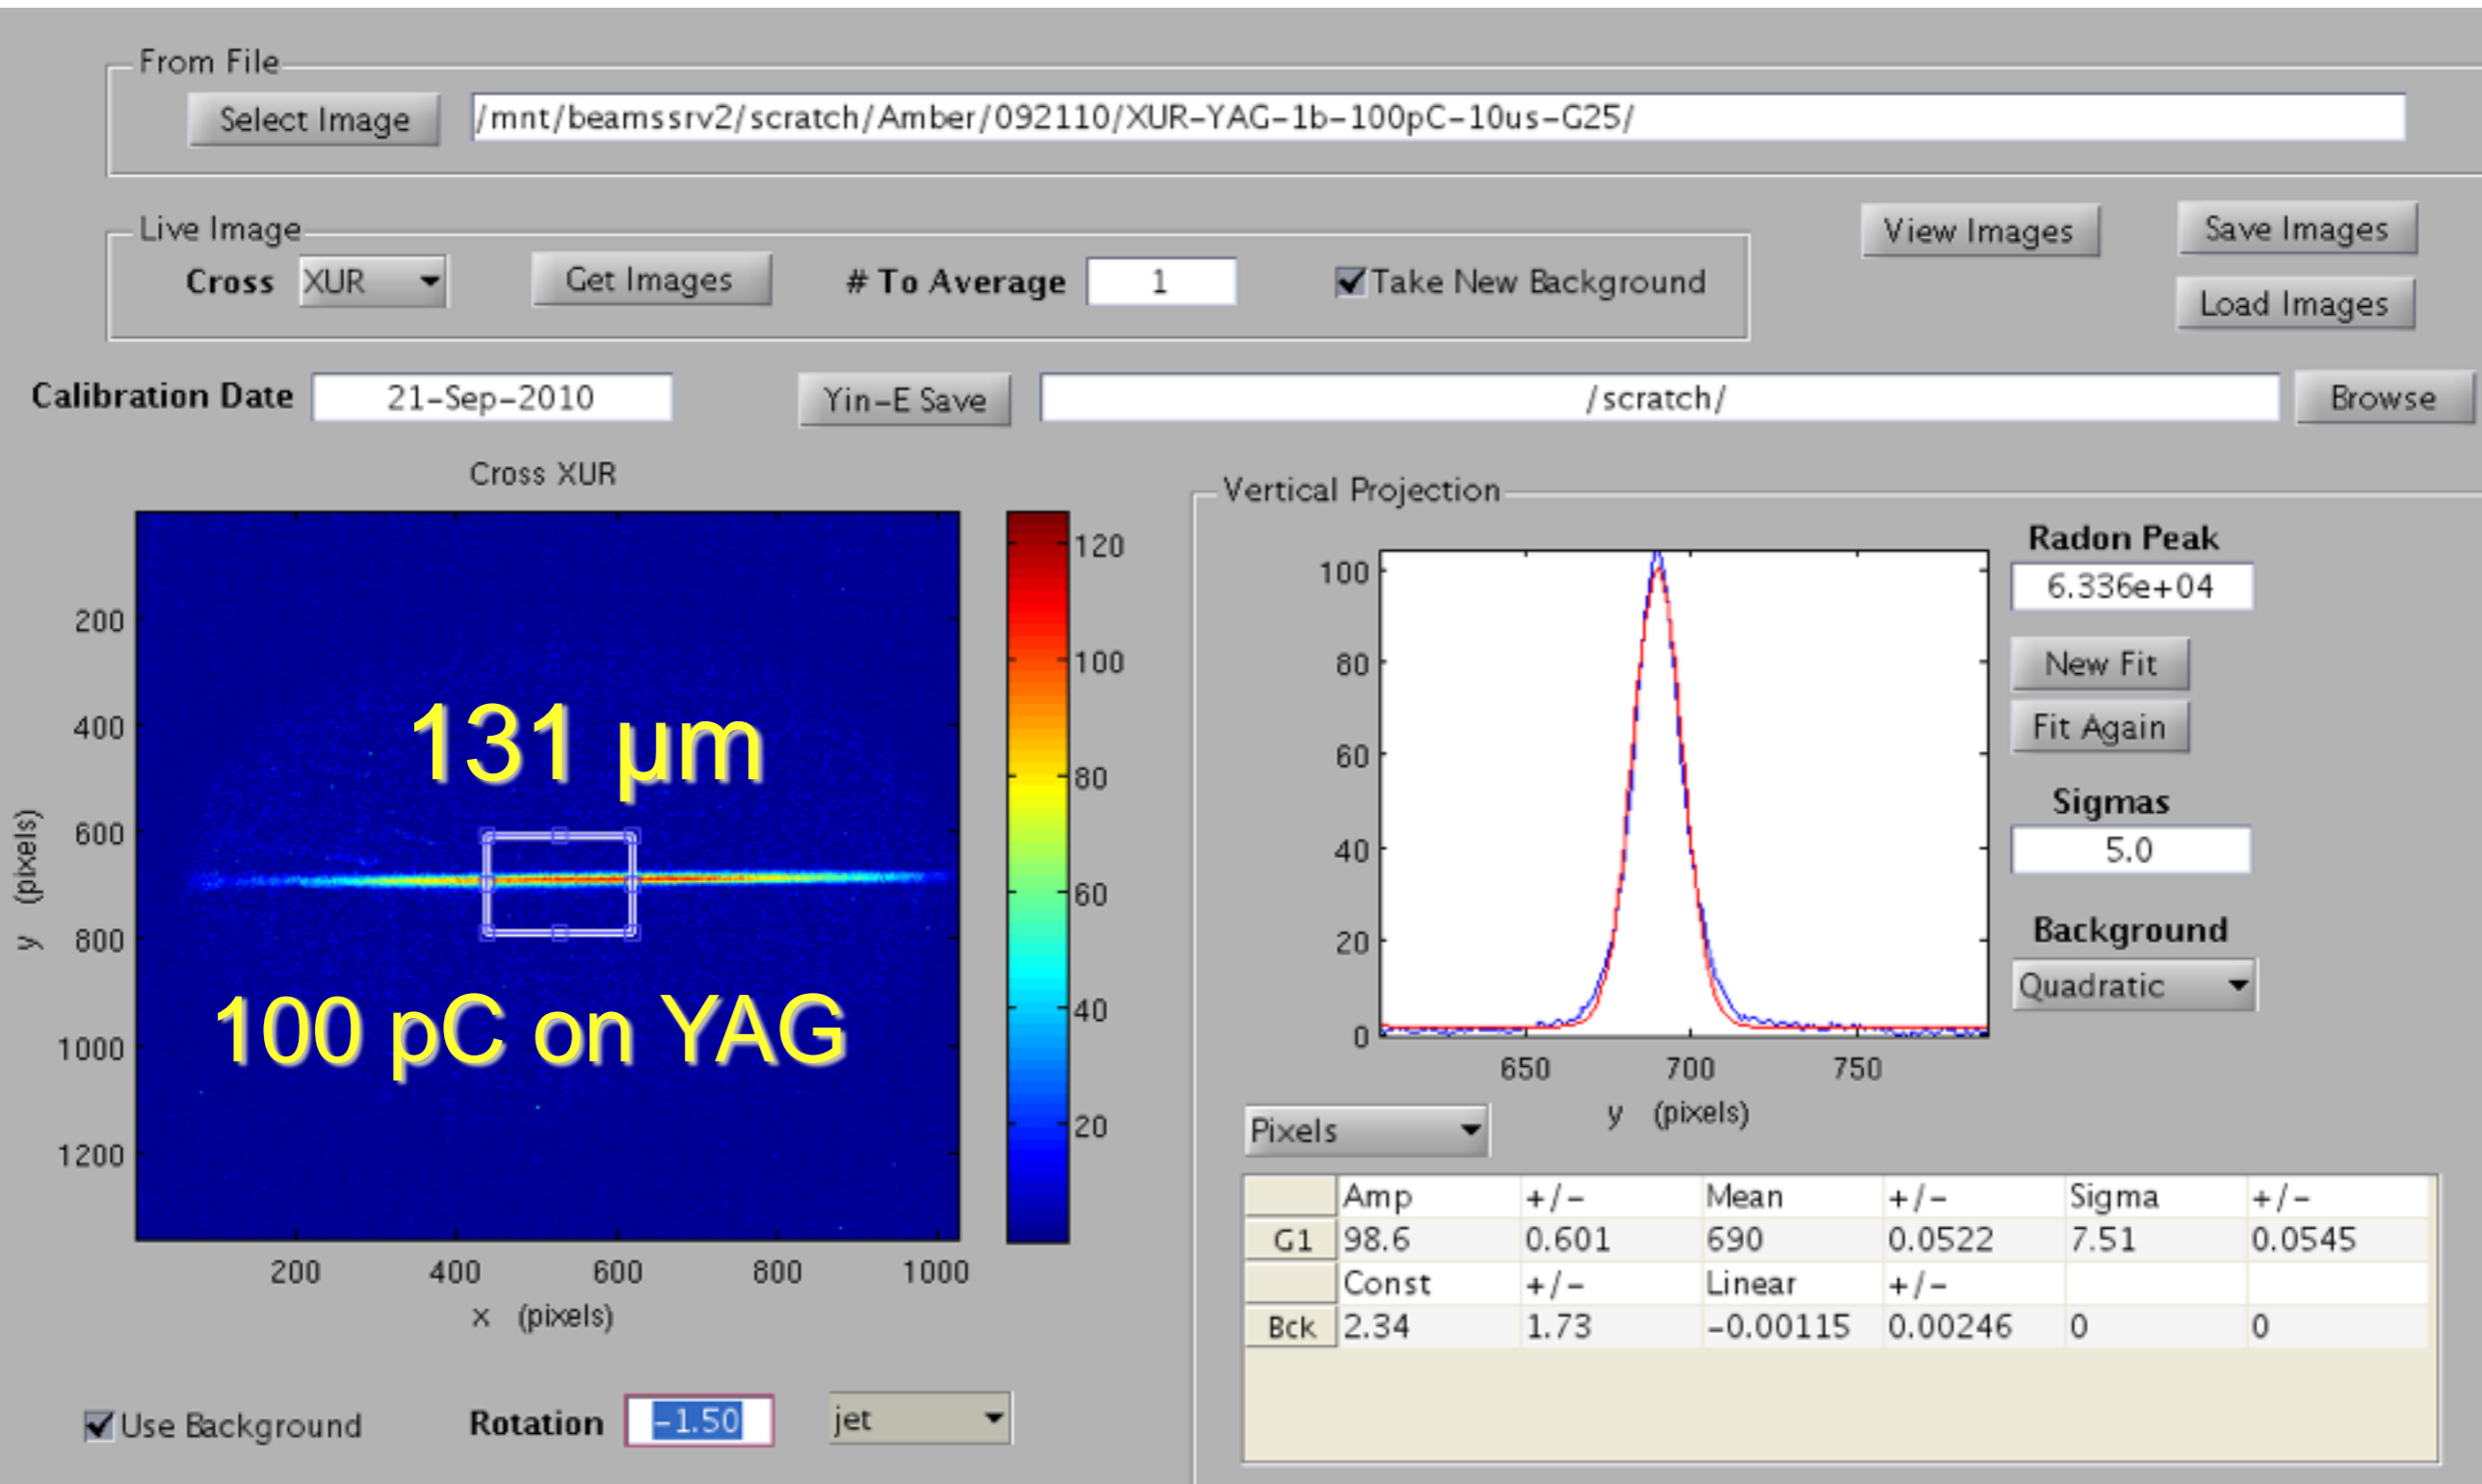 From File
Select Image /mnt/beamssrv2/scratch/Amber/092110/XUR-YAG-1b-100pC-10us-G25/
Live Image
Cross XUR Get Images # To Average 1 Take New Background
View Images Save Images
Load Images
Calibration Date 21-Sep-2010 Yin-E Save /scratch/ Browse
Cross XUR
200
400
600
800
1000
1200
y (pixels)
131 µm
100 pC on YAG
200 400 600 800 1000
x (pixels)
120
100
80
60
40
20
Use Background Rotation -1.50 jet
Vertical Projection
100
80
60
40
20
0
650 700 750
y (pixels)
Radon Peak
6.336e+04
New Fit
Fit Again
Sigmas
5.0
Background
Quadratic
Pixels
Amp +/- Mean +/- Sigma +/-
G1 98.6 0.601 690 0.0522 7.51 0.0545
Const +/- Linear +/-
Bck 2.34 1.73 -0.00115 0.00246 0 0